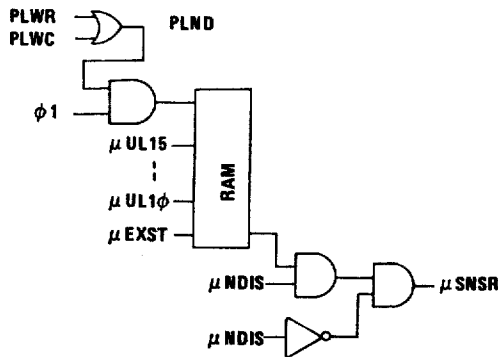 PLWR
PLND
PLWC
ϕ1
μUL15
μUL1ϕ
μEXST
RAM
μNDIS
μSNSR
μNDIS